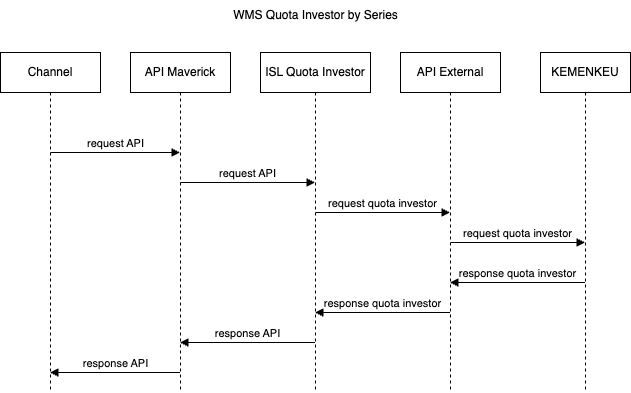 WMS Quota Investor by Series
Channel
API Maverick
ISL Quota Investor
API External
KEMENKEU
request API
request API
request quota investor
request quota investor
response quota investor
response quota investor
response API
response API